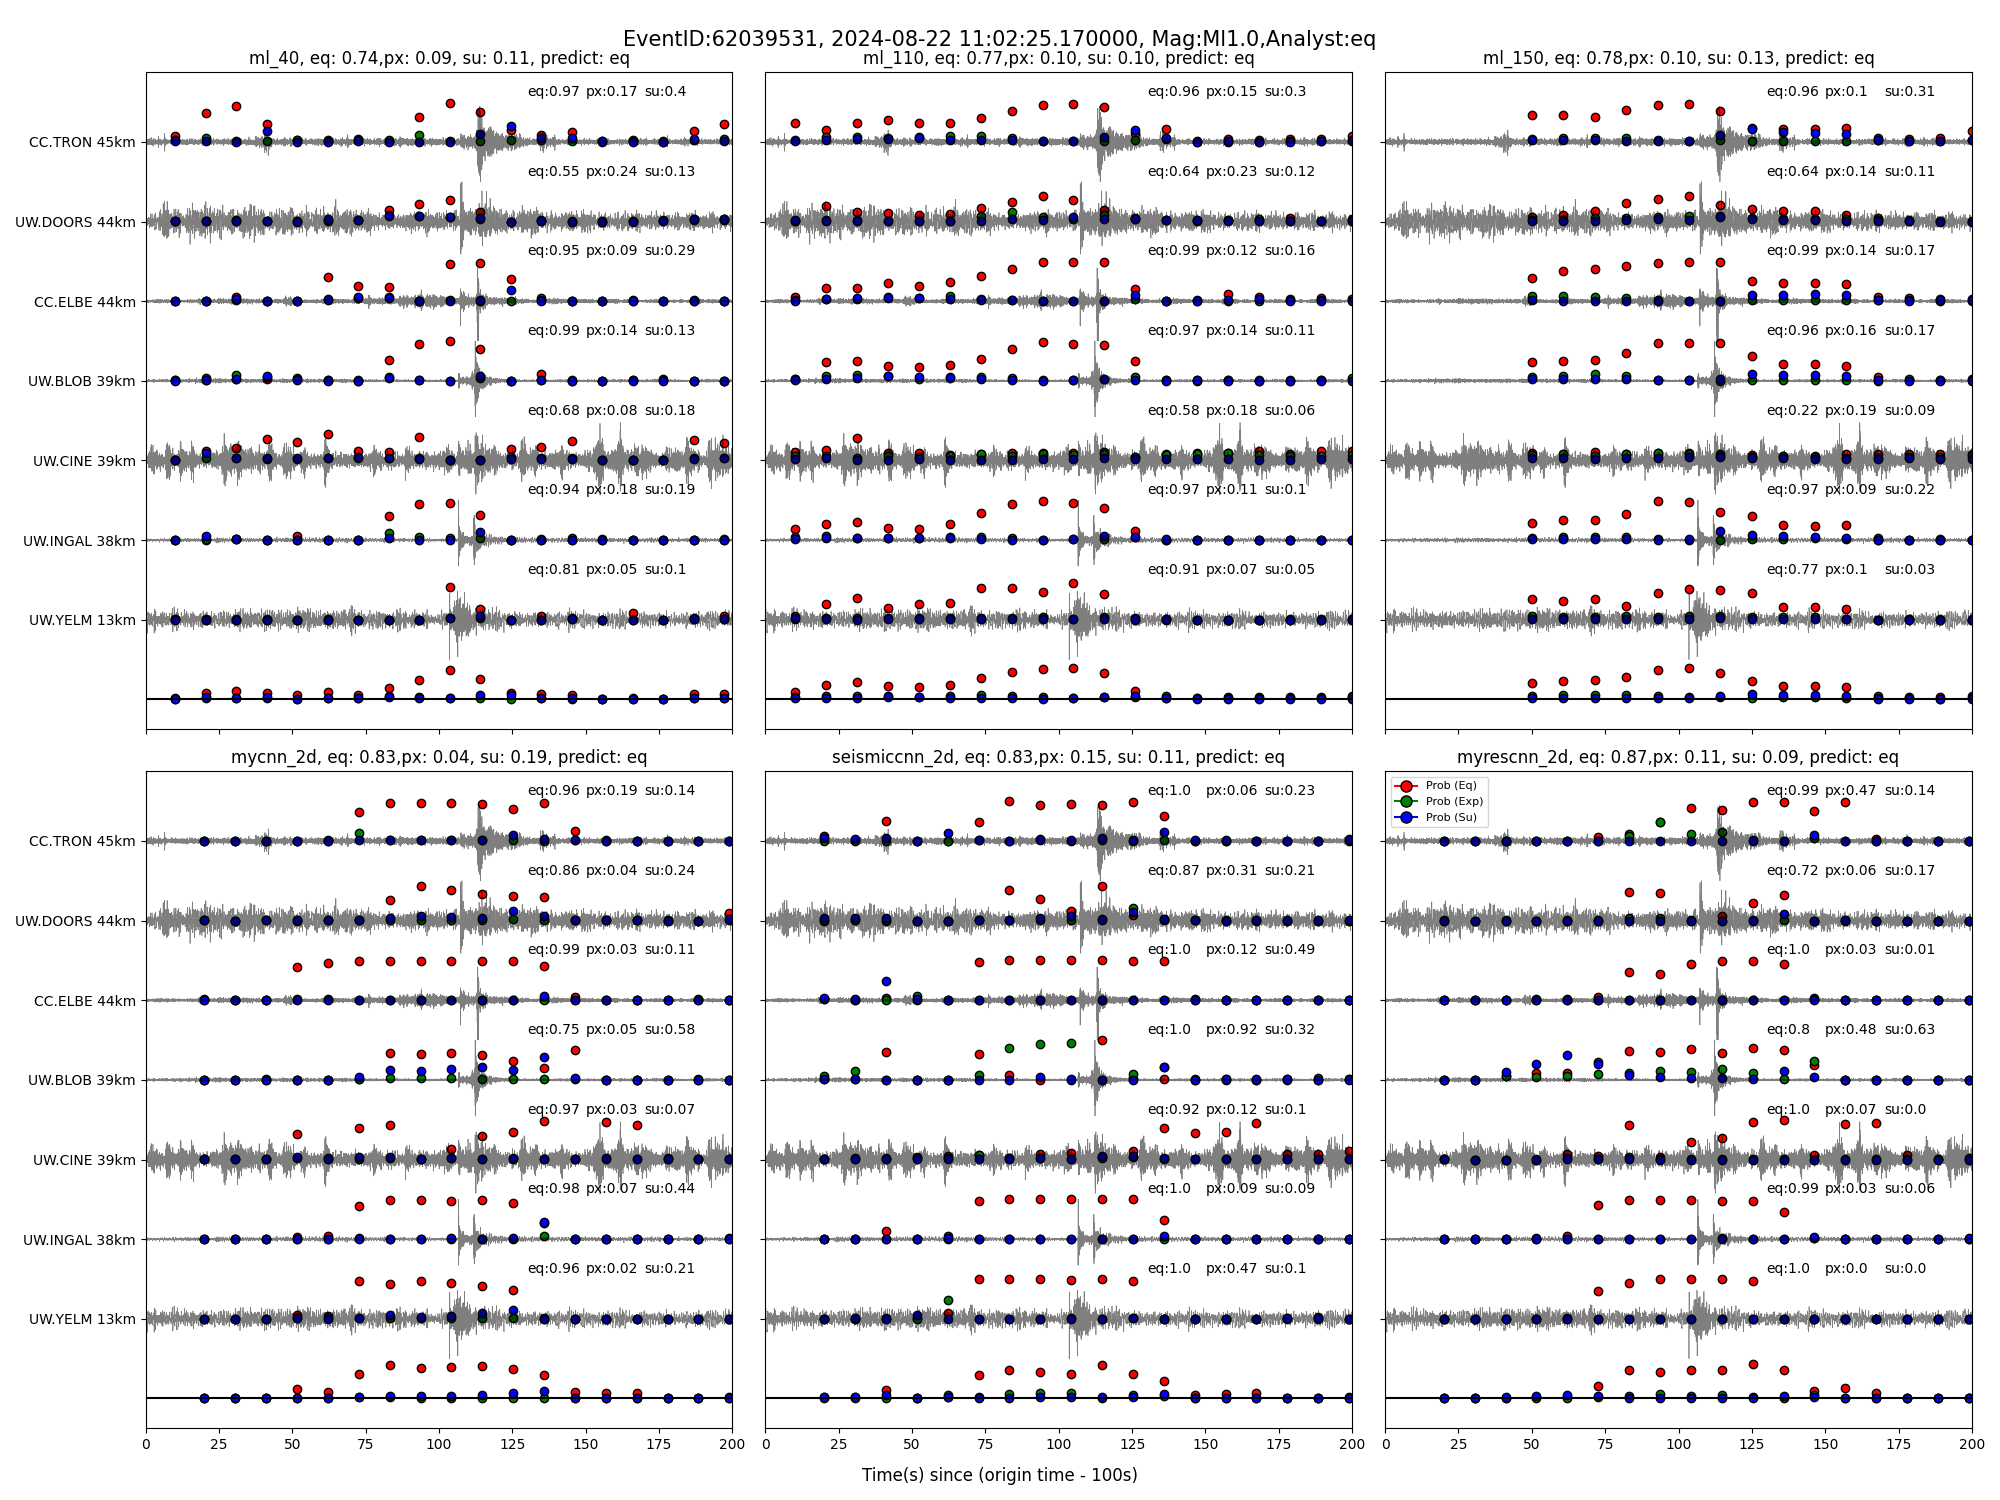 EventID:62039531, 2024-08-22 11:02:25.170000, Mag:Ml1.0,Analyst:eq
ml_40, eq: 0.74,px: 0.09, su: 0.11, predict: eq
CC.TRON 45km
eq:0.97 px:0.17 su:0.4
UW.DOORS 44km
eq:0.55 px:0.24 su:0.13
CC.ELBE 44km
eq:0.95 px:0.09 su:0.29
UW.BLOB 39km
eq:0.99 px:0.14 su:0.13
UW.CINE 39km
eq:0.68 px:0.08 su:0.18
UW.INGAL 38km
eq:0.94 px:0.18 su:0.19
UW.YELM 13km
eq:0.81 px:0.05 su:0.1
ml_110, eq: 0.77,px: 0.10, su: 0.10, predict: eq
eq:0.96 px:0.15 su:0.3
eq:0.64 px:0.23 su:0.12
eq:0.99 px:0.12 su:0.16
eq:0.97 px:0.14 su:0.11
eq:0.58 px:0.18 su:0.06
eq:0.97 px:0.11 su:0.1
eq:0.91 px:0.07 su:0.05
ml_150, eq: 0.78,px: 0.10, su: 0.13, predict: eq
eq:0.96 px:0.1 su:0.31
eq:0.64 px:0.14 su:0.11
eq:0.99 px:0.14 su:0.17
eq:0.96 px:0.16 su:0.17
eq:0.22 px:0.19 su:0.09
eq:0.97 px:0.09 su:0.22
eq:0.77 px:0.1 su:0.03
mycnn_2d, eq: 0.83,px: 0.04, su: 0.19, predict: eq
CC.TRON 45km
eq:0.96 px:0.19 su:0.14
UW.DOORS 44km
eq:0.86 px:0.04 su:0.24
CC.ELBE 44km
eq:0.99 px:0.03 su:0.11
UW.BLOB 39km
eq:0.75 px:0.05 su:0.58
UW.CINE 39km
eq:0.97 px:0.03 su:0.07
UW.INGAL 38km
eq:0.98 px:0.07 su:0.44
UW.YELM 13km
eq:0.96 px:0.02 su:0.21
0 25 50 75 100 125 150 175 200
seismiccnn_2d, eq: 0.83,px: 0.15, su: 0.11, predict: eq
eq:1.0 px:0.06 su:0.23
eq:0.87 px:0.31 su:0.21
eq:1.0 px:0.12 su:0.49
eq:1.0 px:0.92 su:0.32
eq:0.92 px:0.12 su:0.1
eq:1.0 px:0.09 su:0.09
eq:1.0 px:0.47 su:0.1
0 25 50 75 100 125 150 175 200
myrescnn_2d, eq: 0.87,px: 0.11, su: 0.09, predict: eq
Prob (Eq)
Prob (Exp)
Prob (Su)
eq:0.99 px:0.47 su:0.14
eq:0.72 px:0.06 su:0.17
eq:1.0 px:0.03 su:0.01
eq:0.8 px:0.48 su:0.63
eq:1.0 px:0.07 su:0.0
eq:0.99 px:0.03 su:0.06
eq:1.0 px:0.0 su:0.0
0 25 50 75 100 125 150 175 200
Time(s) since (origin time - 100s)